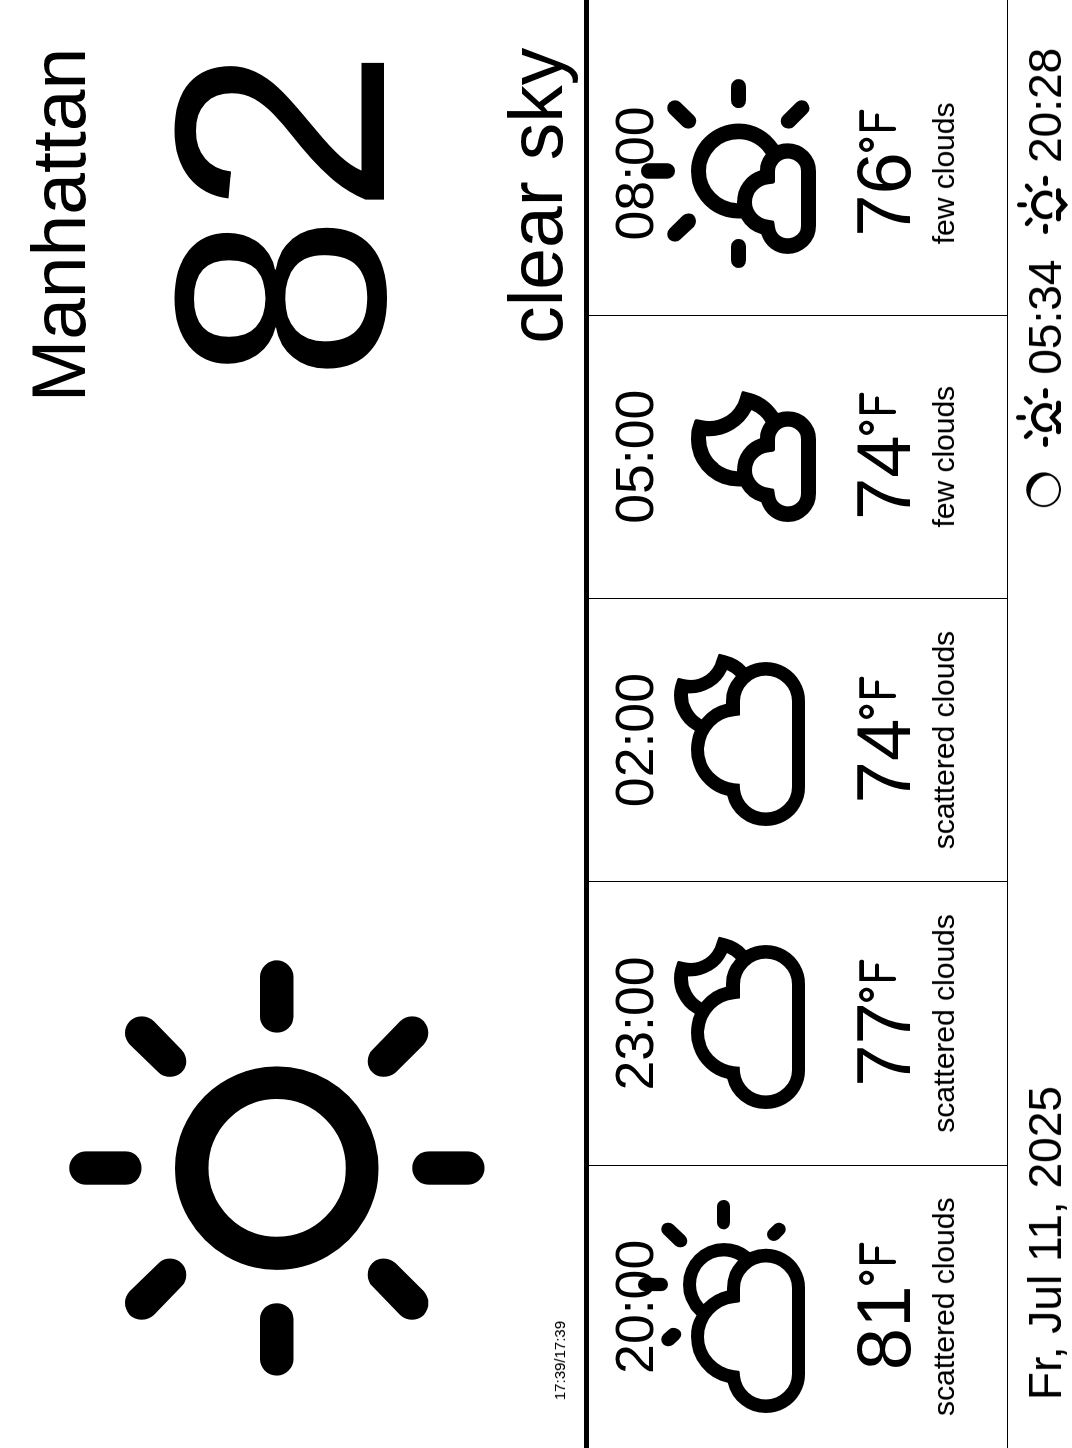 Manhattan
82
clear sky
17:39/17:39
20:00
81°F
scattered clouds
23:00
77°F
scattered clouds
02:00
74°F
scattered clouds
05:00
74°F
few clouds
08:00
76°F
few clouds
Fr, Jul 11, 2025
05:34 20:28